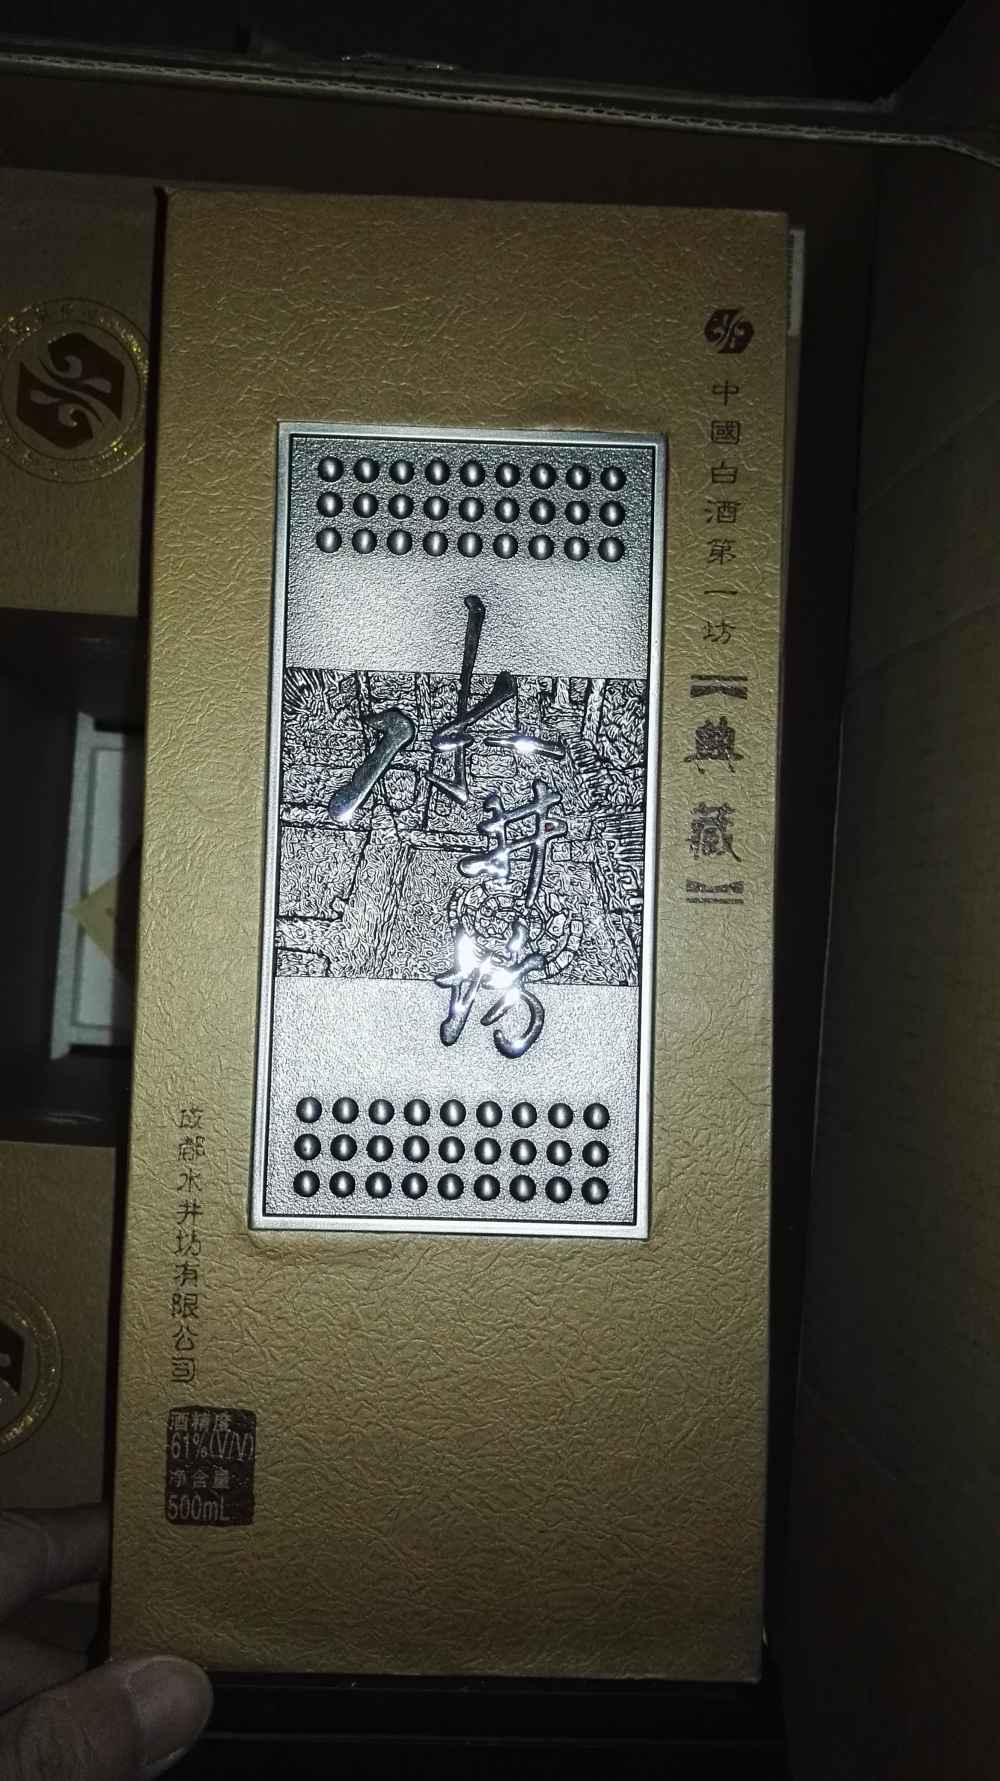 中國白酒第一坊
【典藏】
水井坊
成都水井坊有限公司
酒精度
61%(V/V)
净含量
500mL